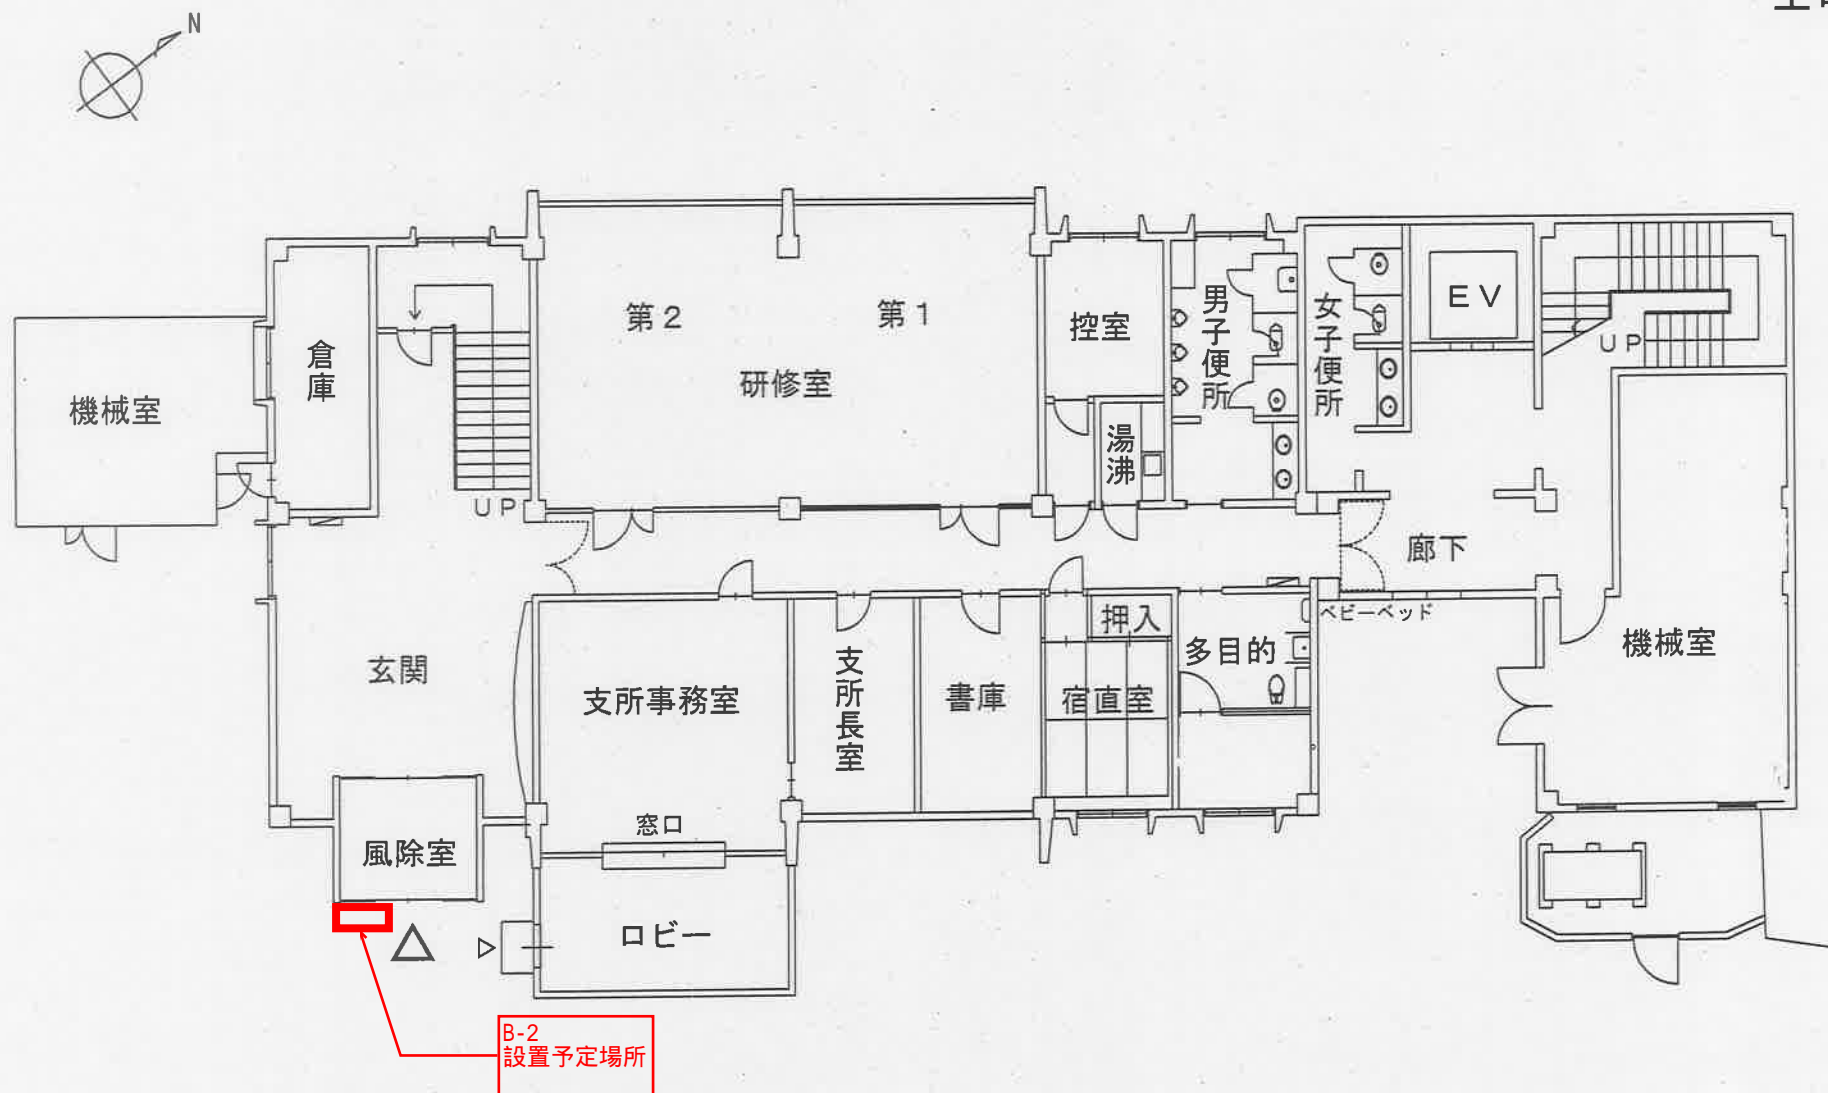 N
第2
第1
研修室
機械室
倉庫
UP
控室
湯沸
男子便所
女子便所
EV
UP
廊下
ベビーベッド
機械室
玄関
支所事務室
支所長室
書庫
押入
宿直室
多目的
窓口
風除室
ロビー
B-2
設置予定場所